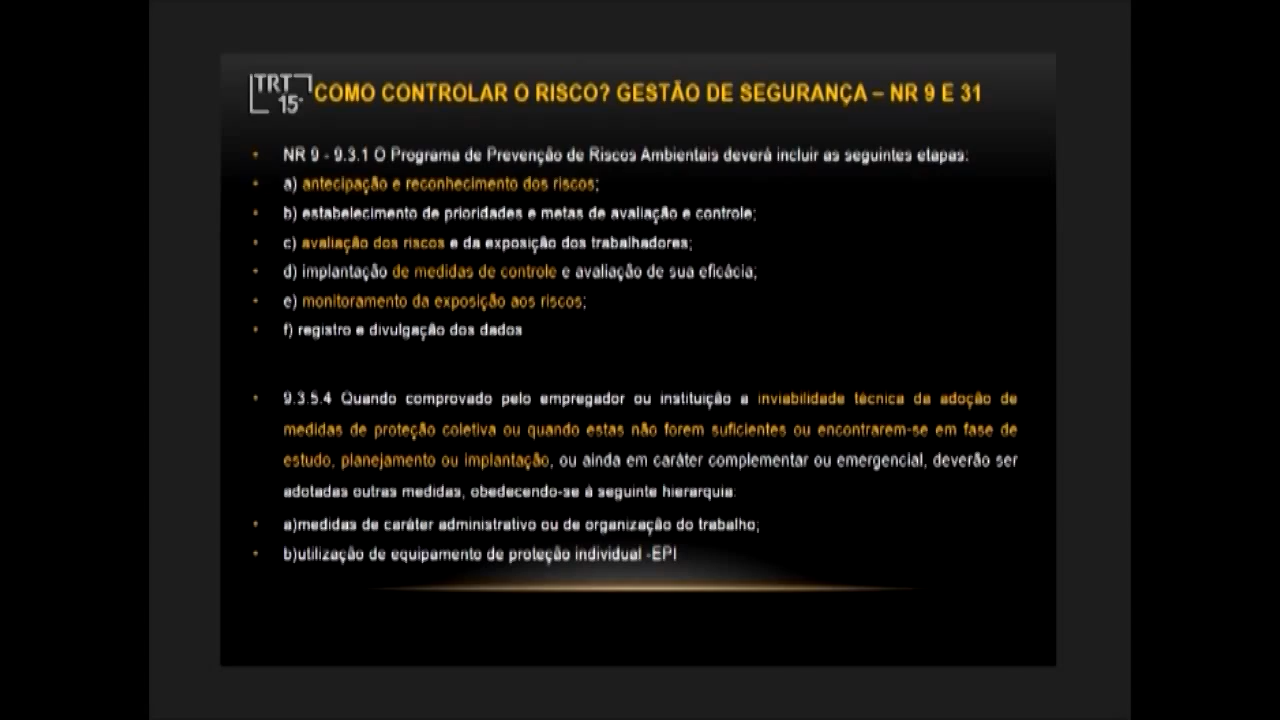 TRT
15ª
COMO CONTROLAR O RISCO? GESTÃO DE SEGURANÇA – NR 9 E 31
• NR 9 - 9.3.1 O Programa de Prevenção de Riscos Ambientais deverá incluir as seguintes etapas:
• a) antecipação e reconhecimento dos riscos;
• b) estabelecimento de prioridades e metas de avaliação e controle;
• c) avaliação dos riscos e da exposição dos trabalhadores;
• d) implantação de medidas de controle e avaliação de sua eficácia;
• e) monitoramento da exposição aos riscos;
• f) registro e divulgação dos dados
• 9.3.5.4 Quando comprovado pelo empregador ou instituição a inviabilidade técnica da adoção de
medidas de proteção coletiva ou quando estas não forem suficientes ou encontrarem-se em fase de
estudo, planejamento ou implantação, ou ainda em caráter complementar ou emergencial, deverão ser
adotadas outras medidas, obedecendo-se à seguinte hierarquia:
• a)medidas de caráter administrativo ou de organização do trabalho;
• b)utilização de equipamento de proteção individual -EPI